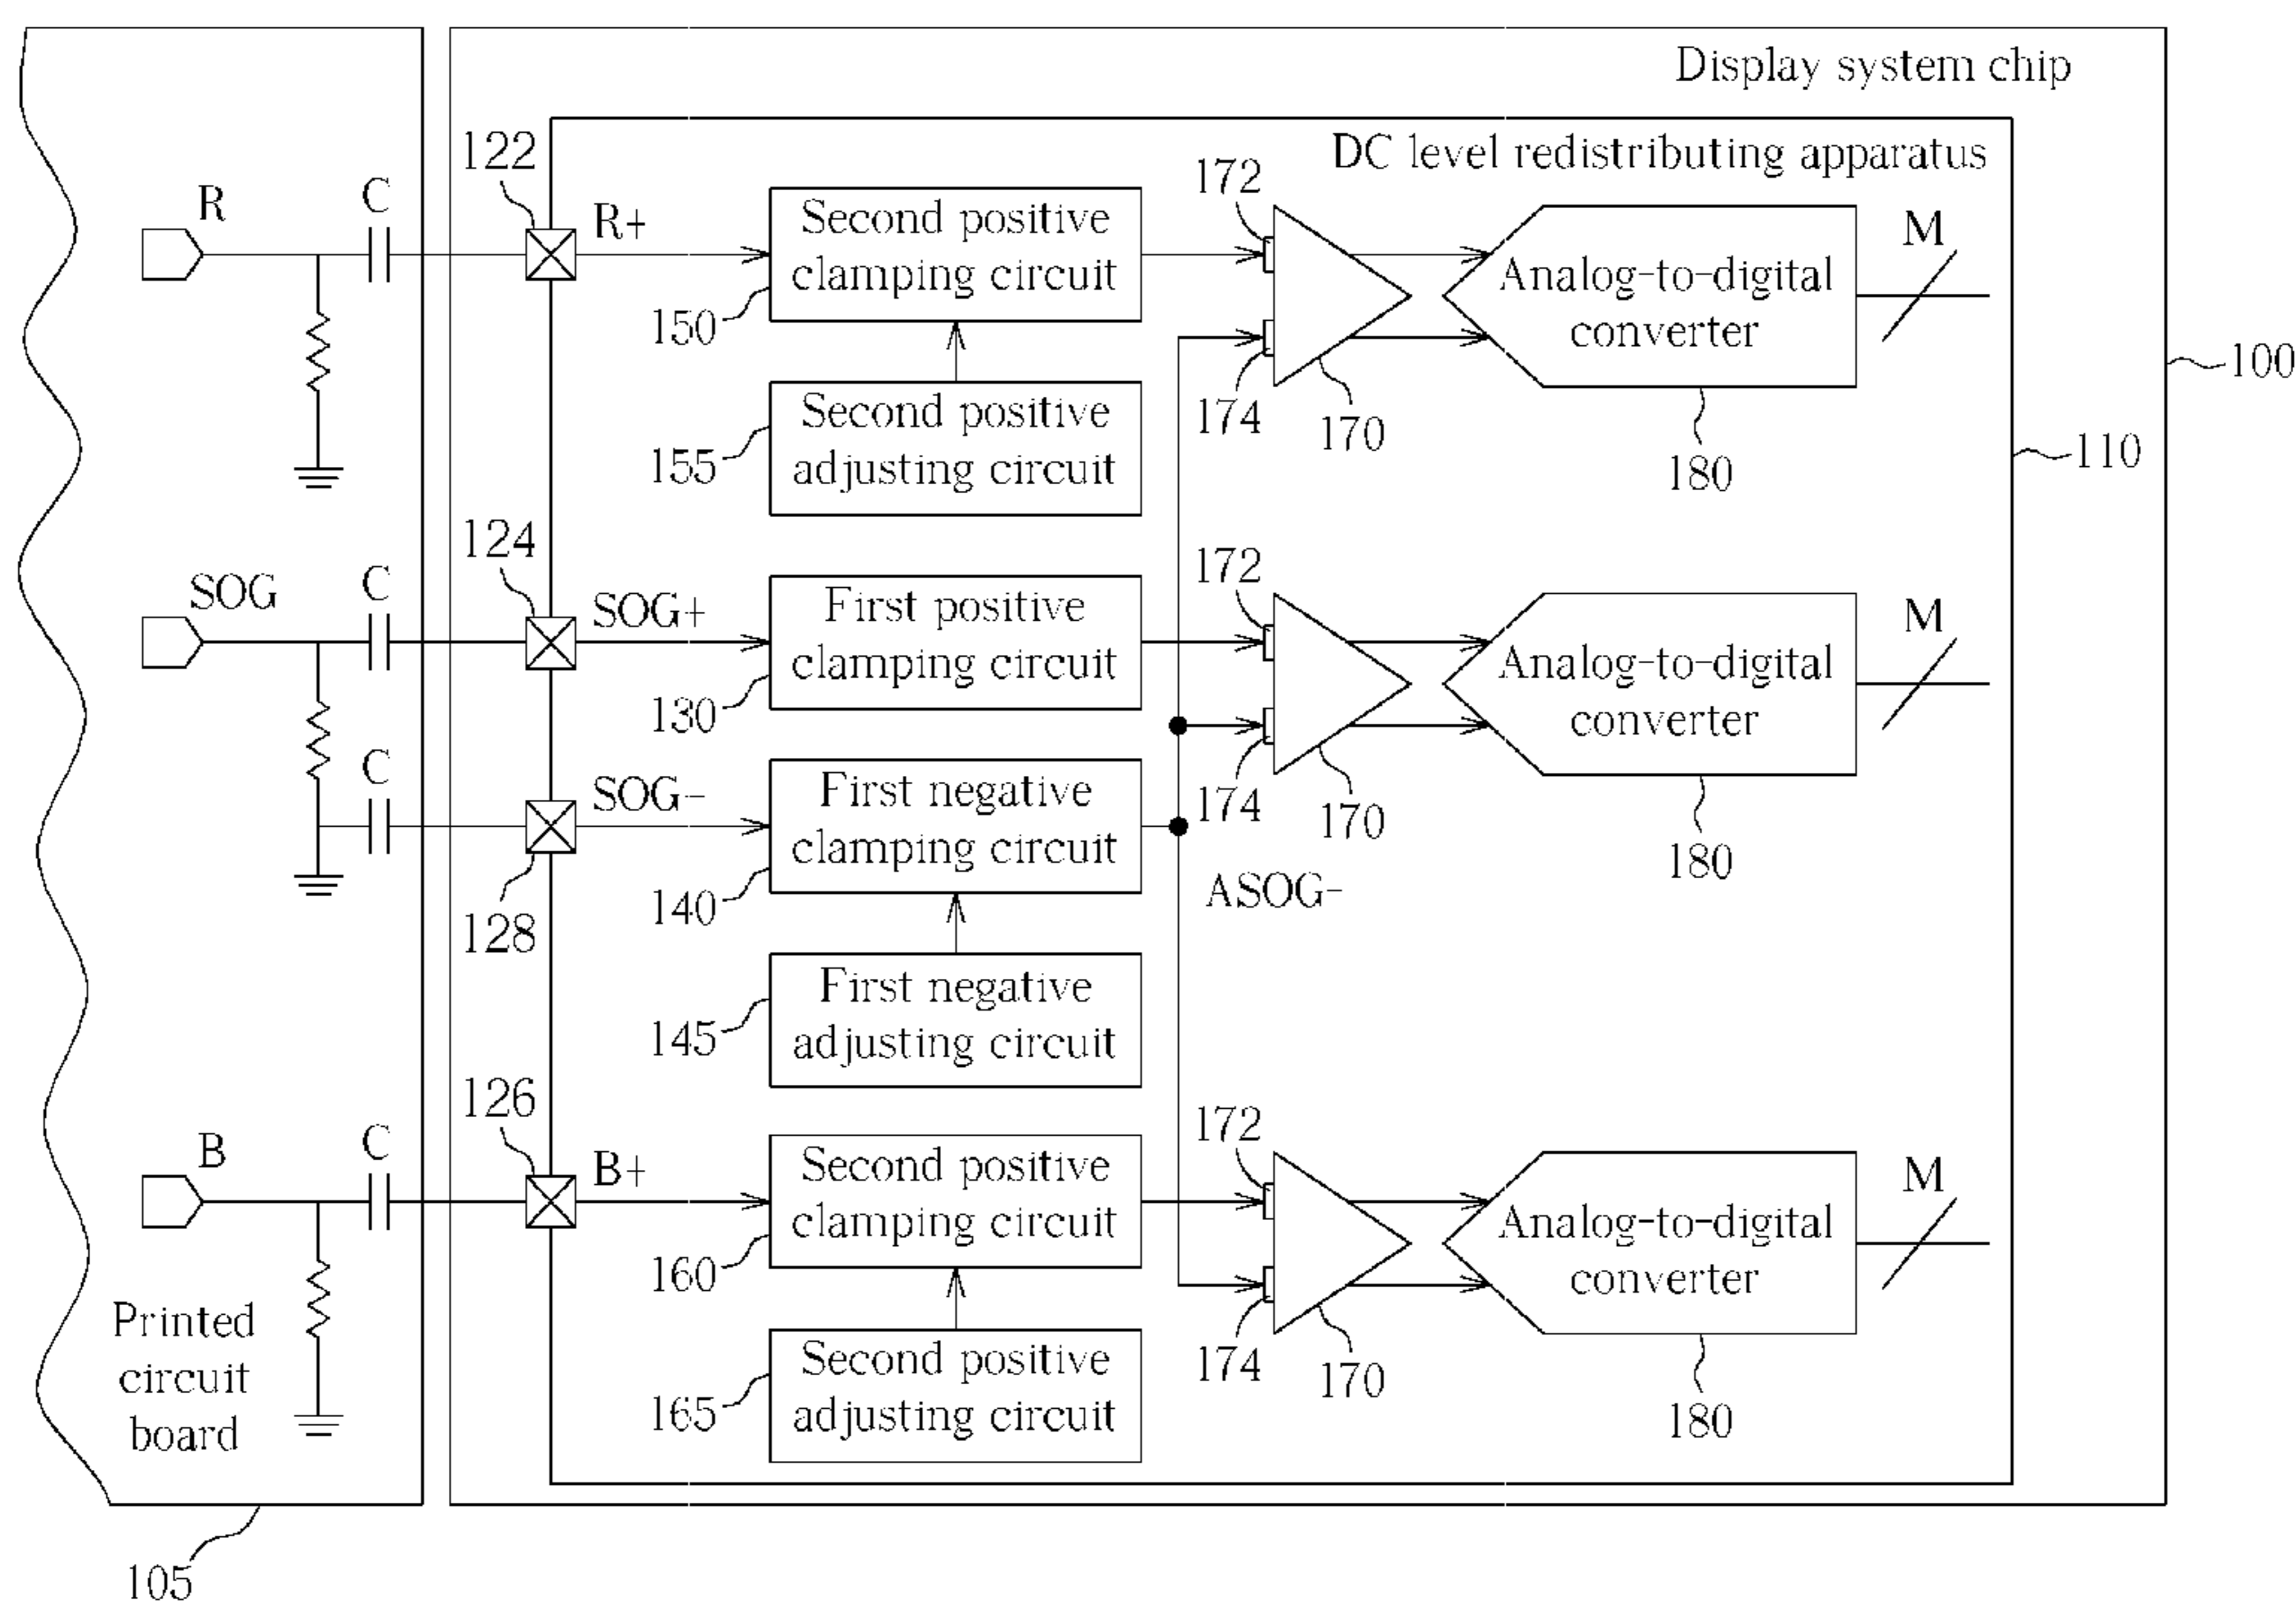 Display system chip
DC level redistributing apparatus
122
R
C
R+
Second positive
clamping circuit
150
172
174
170
Analog-to-digital
converter
180
M
100
110
Second positive
adjusting circuit
155
124
SOG
C
SOG+
First positive
clamping circuit
130
172
174
170
Analog-to-digital
converter
180
M
C
SOG-
128
First negative
clamping circuit
140
ASOG-
First negative
adjusting circuit
145
126
B
C
B+
Second positive
clamping circuit
160
172
174
170
Analog-to-digital
converter
180
M
Second positive
adjusting circuit
165
Printed
circuit
board
105